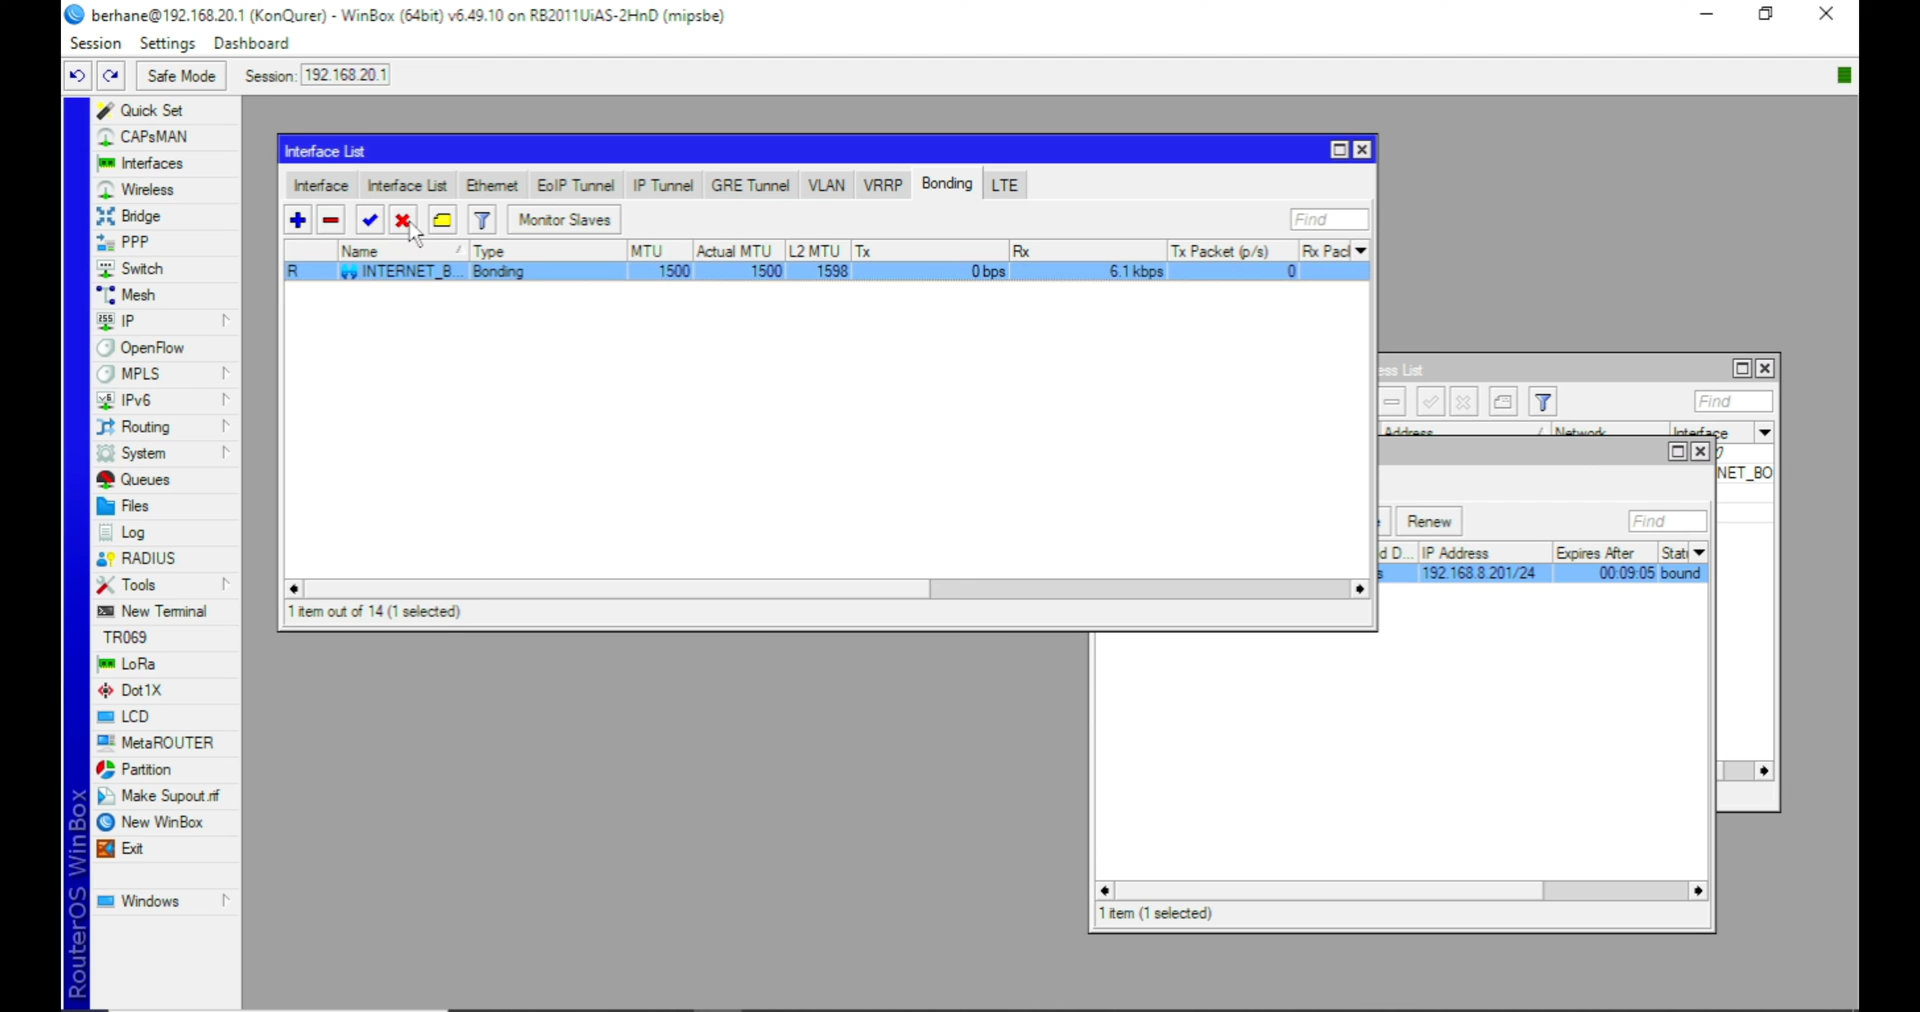 berhane@192.168.20.1 (KonQurer) - WinBox (64bit) v6.49.10 on RB2011UiAS-2HnD (mipsbe)
Session Settings Dashboard
Safe Mode Session: 192.168.20.1
Quick Set
CAPsMAN
Interfaces
Wireless
Bridge
PPP
Switch
Mesh
IP
OpenFlow
MPLS
IPv6
Routing
System
Queues
Files
Log
RADIUS
Tools
New Terminal
TR069
LoRa
Dot1X
LCD
MetaROUTER
Partition
Make Supout.rif
New WinBox
Exit
Windows
RouterOS WinBox
Interface List
Interface Interface List Ethernet EoIP Tunnel IP Tunnel GRE Tunnel VLAN VRRP Bonding LTE
Monitor Slaves Find
Name Type MTU Actual MTU L2 MTU Tx Rx Tx Packet (p/s) Rx Pacl
R INTERNET_B... Bonding 1500 1500 1598 0 bps 6.1 kbps 0
1 item out of 14 (1 selected)
ess List
Find
Address Network Interface
NET_BO
Renew Find
d D... IP Address Expires After Stat
s 192.168.8.201/24 00:09:05 bound
1 item (1 selected)